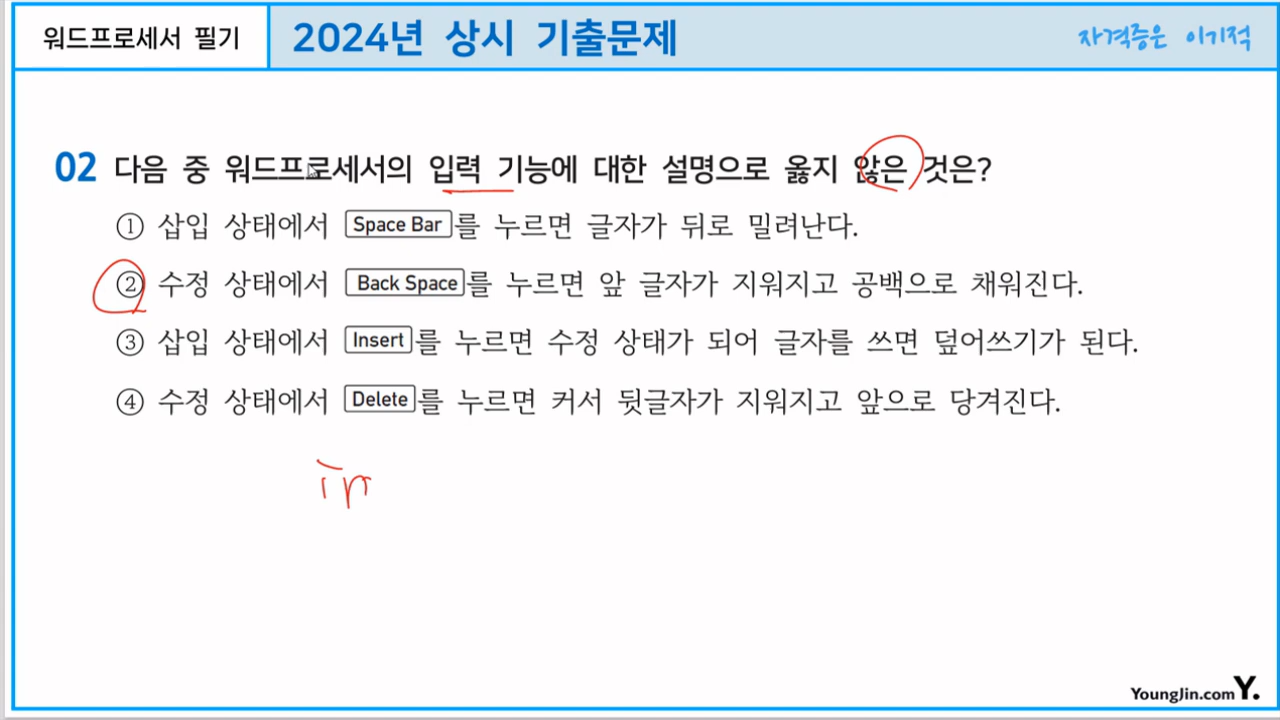 워드프로세서 필기
2024년 상시 기출문제
자격증은 이기적
02 다음 중 워드프로세서의 입력 기능에 대한 설명으로 옳지 않은 것은?
① 삽입 상태에서 Space Bar를 누르면 글자가 뒤로 밀려난다.
② 수정 상태에서 Back Space를 누르면 앞 글자가 지워지고 공백으로 채워진다.
③ 삽입 상태에서 Insert를 누르면 수정 상태가 되어 글자를 쓰면 덮어쓰기가 된다.
④ 수정 상태에서 Delete를 누르면 커서 뒷글자가 지워지고 앞으로 당겨진다.
YoungJin.com Y.